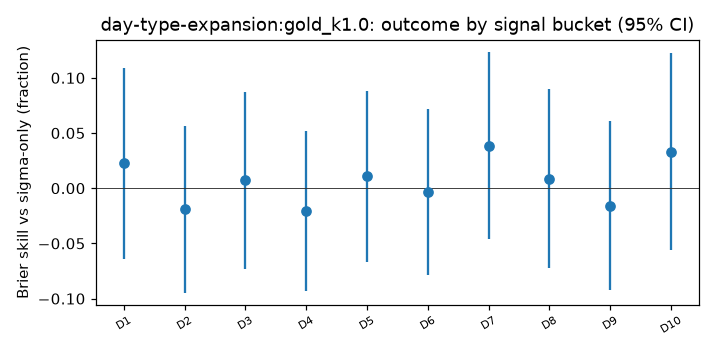 day-type-expansion:gold_k1.0: outcome by signal bucket (95% CI)
Brier skill vs sigma-only (fraction)
0.10
0.05
0.00
−0.05
−0.10
D1
D2
D3
D4
D5
D6
D7
D8
D9
D10